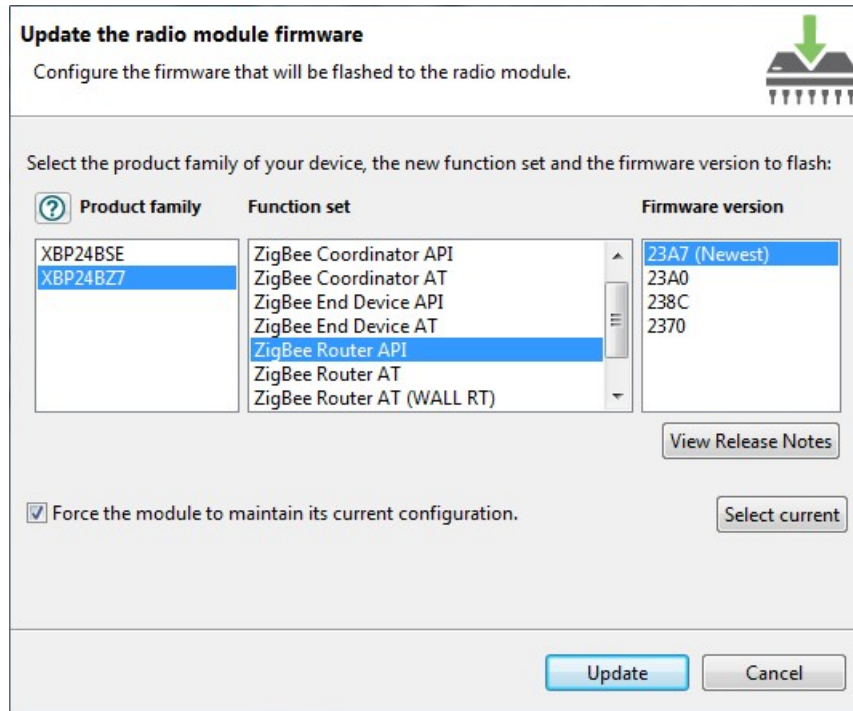 Update the radio module firmware
Configure the firmware that will be flashed to the radio module.
Select the product family of your device, the new function set and the firmware version to flash:
? Product family Function set Firmware version
XBP24BSE
XBP24BZ7
ZigBee Coordinator API
ZigBee Coordinator AT
ZigBee End Device API
ZigBee End Device AT
ZigBee Router API
ZigBee Router AT
ZigBee Router AT (WALL RT)
23A7 (Newest)
23A0
238C
2370
View Release Notes
Force the module to maintain its current configuration.
Select current
Update
Cancel